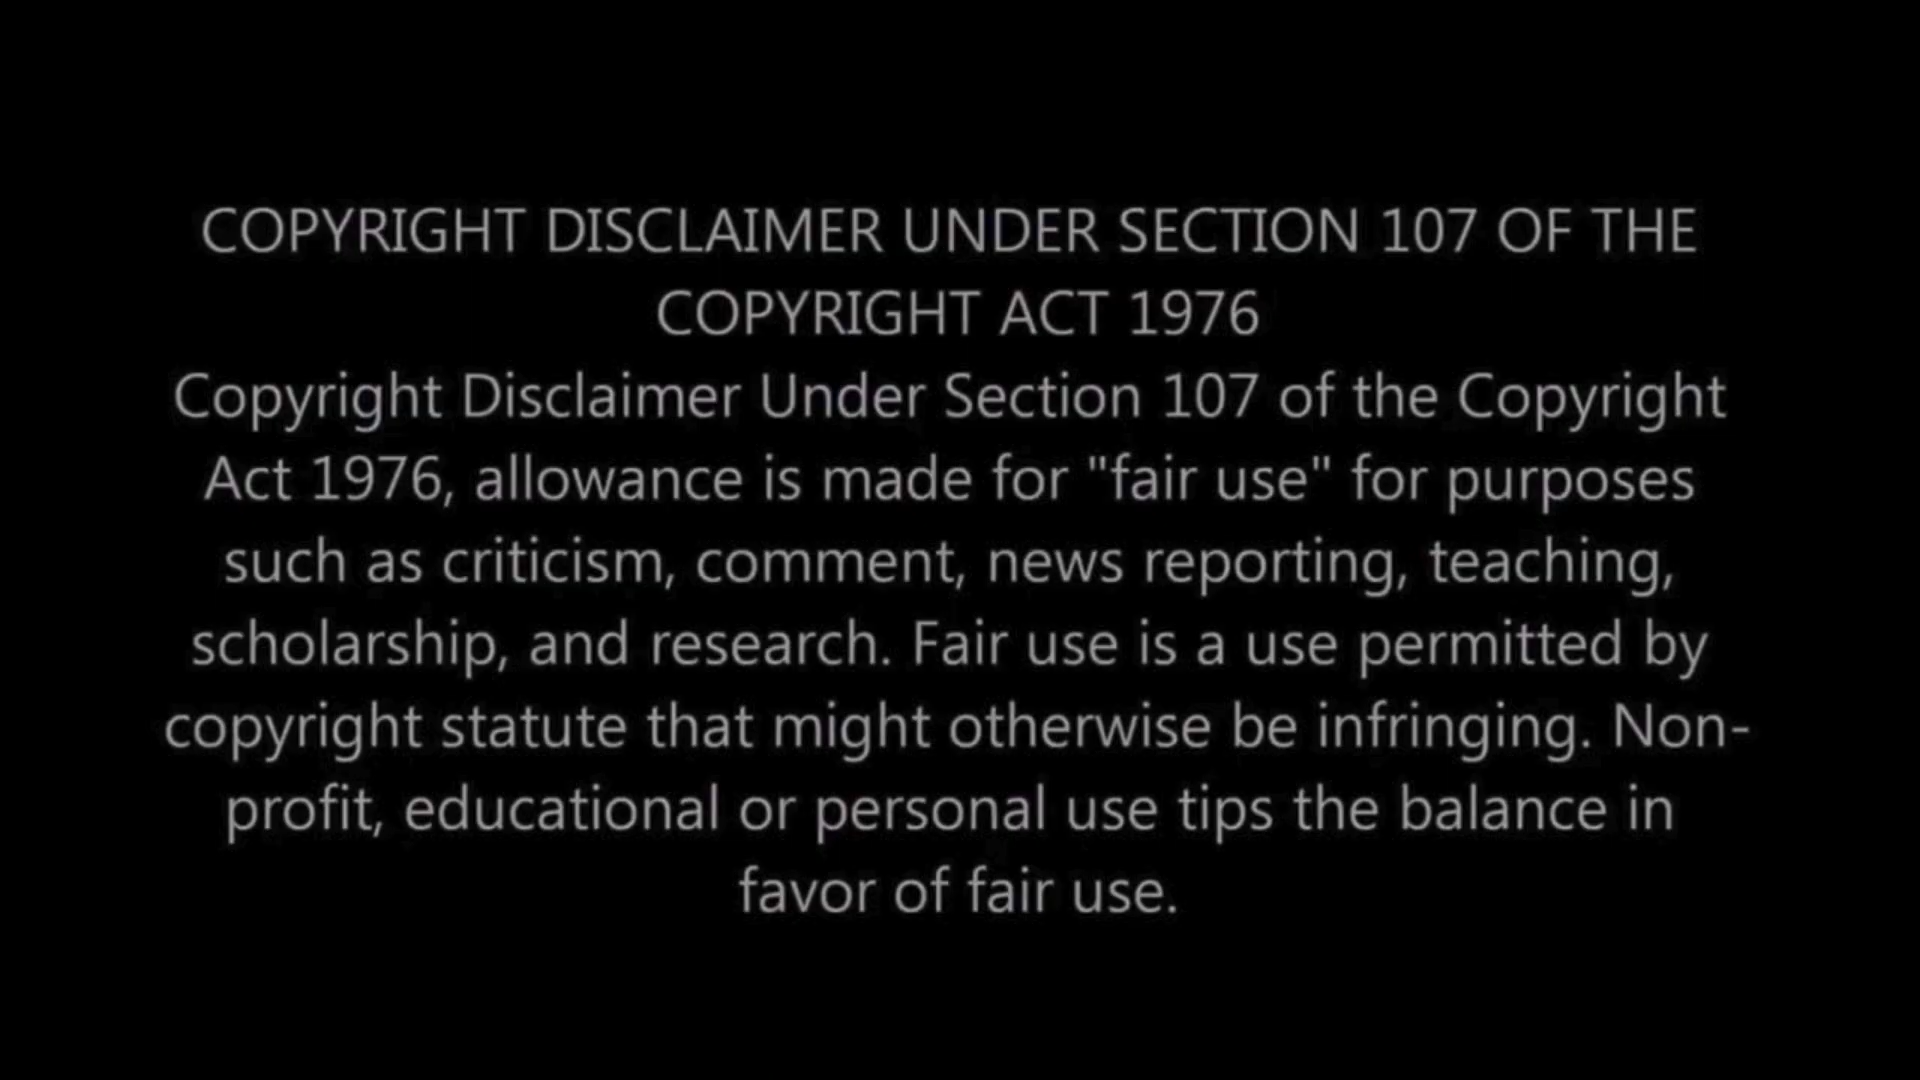 COPYRIGHT DISCLAIMER UNDER SECTION 107 OF THE
COPYRIGHT ACT 1976
Copyright Disclaimer Under Section 107 of the Copyright
Act 1976, allowance is made for "fair use" for purposes
such as criticism, comment, news reporting, teaching,
scholarship, and research. Fair use is a use permitted by
copyright statute that might otherwise be infringing. Non-
profit, educational or personal use tips the balance in
favor of fair use.